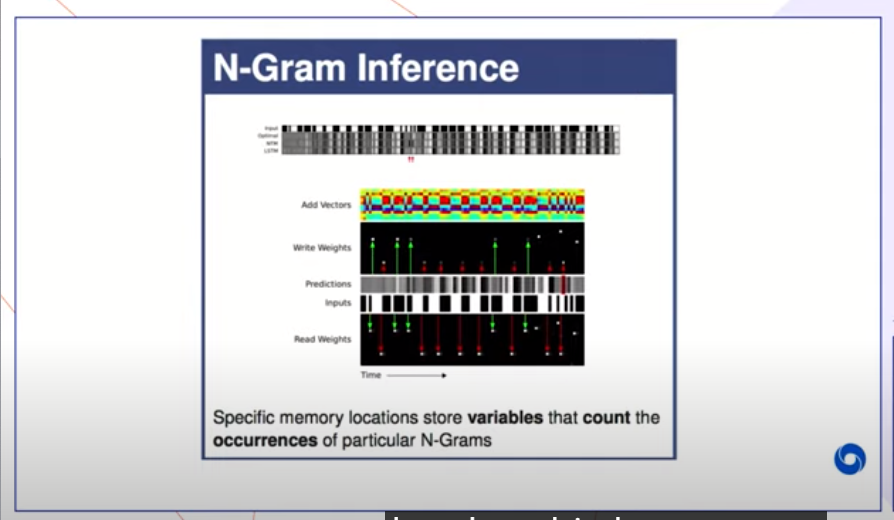 N-Gram Inference
Input
Optimal
NTM
LSTM
Add Vectors
Write Weights
Predictions
Inputs
Read Weights
Time
Specific memory locations store variables that count the
occurrences of particular N-Grams